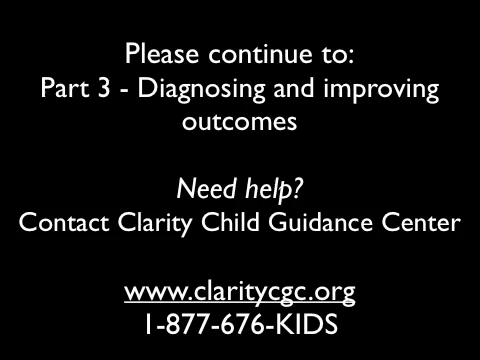 Please continue to:
Part 3 - Diagnosing and improving
outcomes
Need help?
Contact Clarity Child Guidance Center
www.claritycgc.org
1-877-676-KIDS